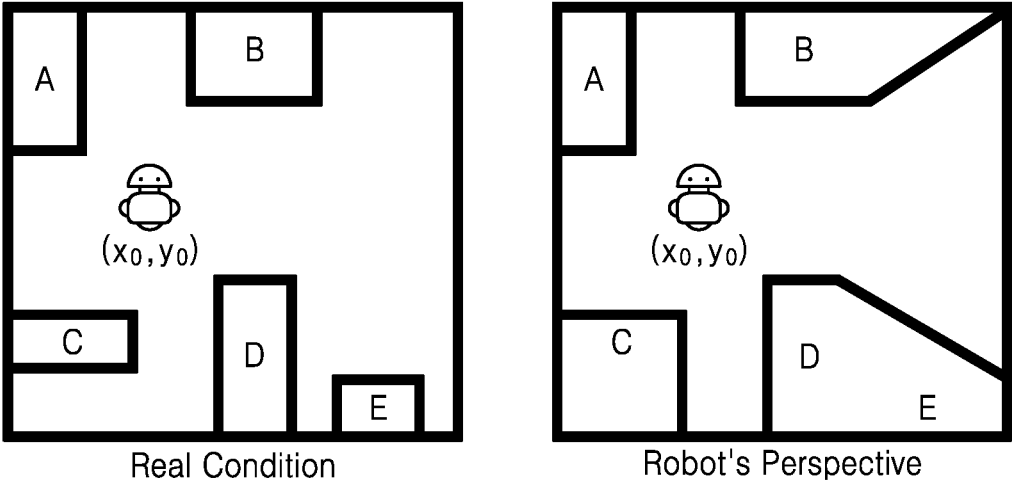 A
B
(x₀,y₀)
C
D
E
Real Condition
A
B
(x₀,y₀)
C
D
E
Robot's Perspective